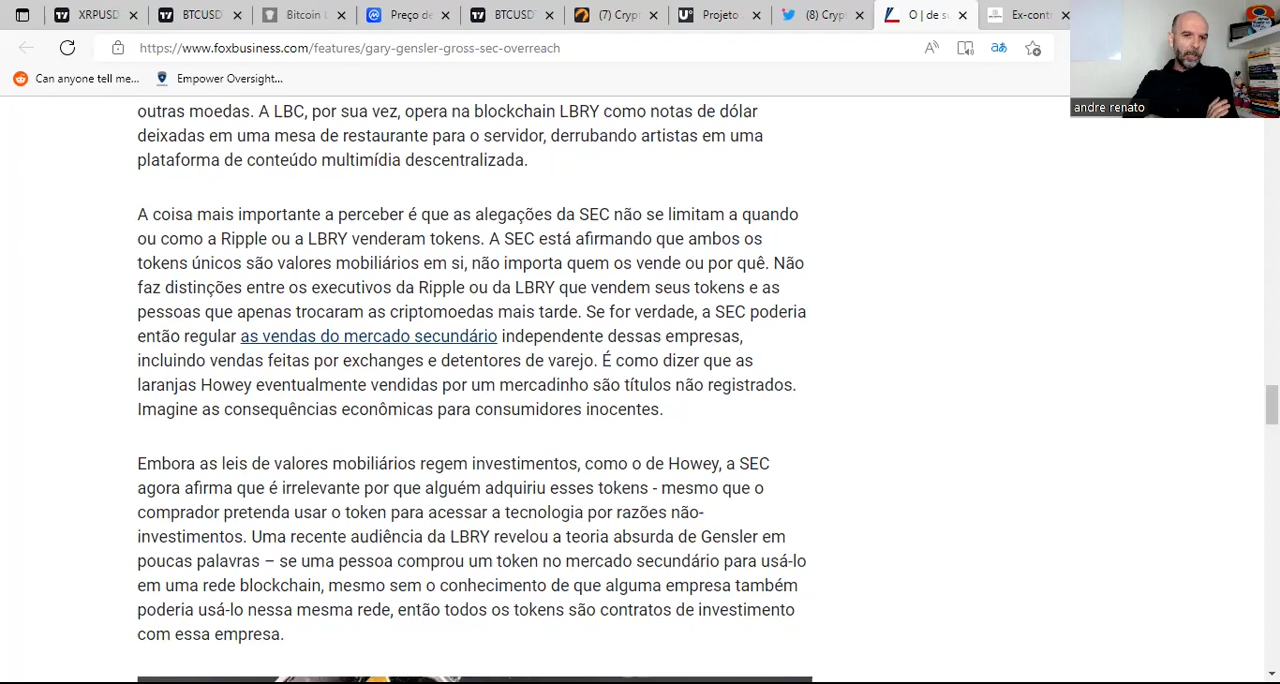 XRPUSD
BTCUSD
Bitcoin
Preço de
BTCUSD
(7) Cryp
Projeto
(8) Cryp
O | de s
Ex-cont
https://www.foxbusiness.com/features/gary-gensler-gross-sec-overreach
Can anyone tell me...
Empower Oversight...
andre renato
outras moedas. A LBC, por sua vez, opera na blockchain LBRY como notas de dólar
deixadas em uma mesa de restaurante para o servidor, derrubando artistas em uma
plataforma de conteúdo multimídia descentralizada.
A coisa mais importante a perceber é que as alegações da SEC não se limitam a quando
ou como a Ripple ou a LBRY venderam tokens. A SEC está afirmando que ambos os
tokens únicos são valores mobiliários em si, não importa quem os vende ou por quê. Não
faz distinções entre os executivos da Ripple ou da LBRY que vendem seus tokens e as
pessoas que apenas trocaram as criptomoedas mais tarde. Se for verdade, a SEC poderia
então regular as vendas do mercado secundário independente dessas empresas,
incluindo vendas feitas por exchanges e detentores de varejo. É como dizer que as
laranjas Howey eventualmente vendidas por um mercadinho são títulos não registrados.
Imagine as consequências econômicas para consumidores inocentes.
Embora as leis de valores mobiliários regem investimentos, como o de Howey, a SEC
agora afirma que é irrelevante por que alguém adquiriu esses tokens - mesmo que o
comprador pretenda usar o token para acessar a tecnologia por razões não-
investimentos. Uma recente audiência da LBRY revelou a teoria absurda de Gensler em
poucas palavras – se uma pessoa comprou um token no mercado secundário para usá-lo
em uma rede blockchain, mesmo sem o conhecimento de que alguma empresa também
poderia usá-lo nessa mesma rede, então todos os tokens são contratos de investimento
com essa empresa.